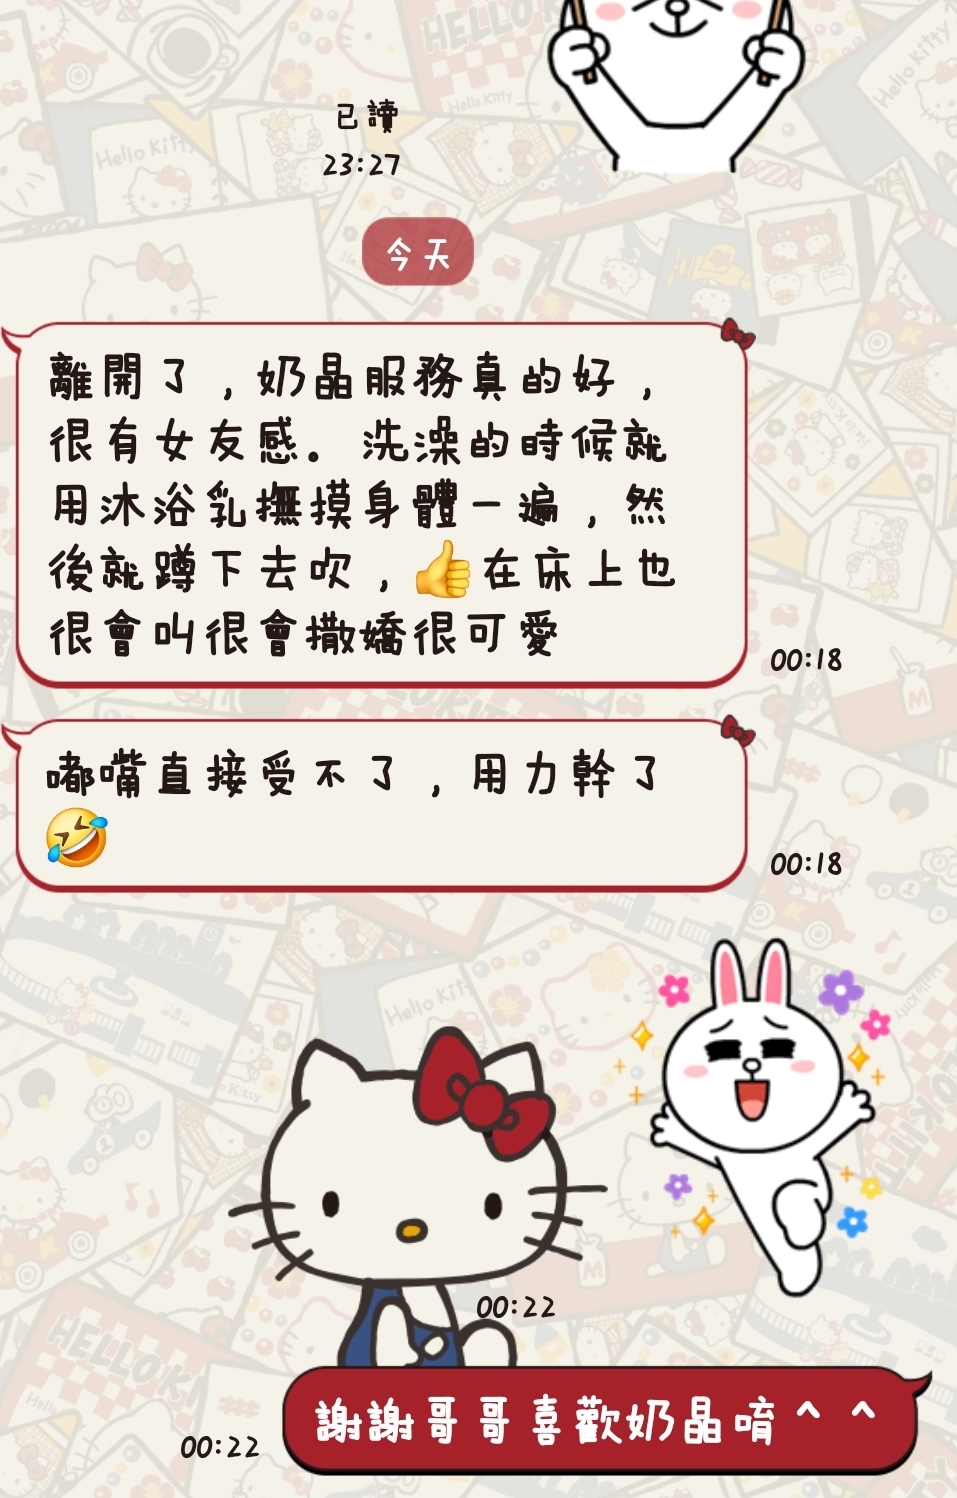 已讀
23:27
今天
離開了，奶晶服務真的好，
很有女友感。洗澡的時候就
用沐浴乳撫摸身體一遍，然
後就蹲下去吹，👍在床上也
很會叫很會撒嬌很可愛
00:18
嘟嘴直接受不了，用力幹了
🤣
00:18
00:22
謝謝哥哥喜歡奶晶唷^ ^
00:22